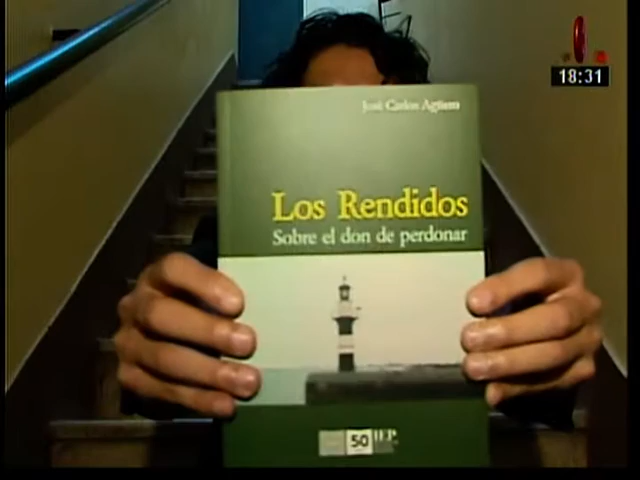 18:31
José Carlos Agüero
Los Rendidos
Sobre el don de perdonar
50 IEP